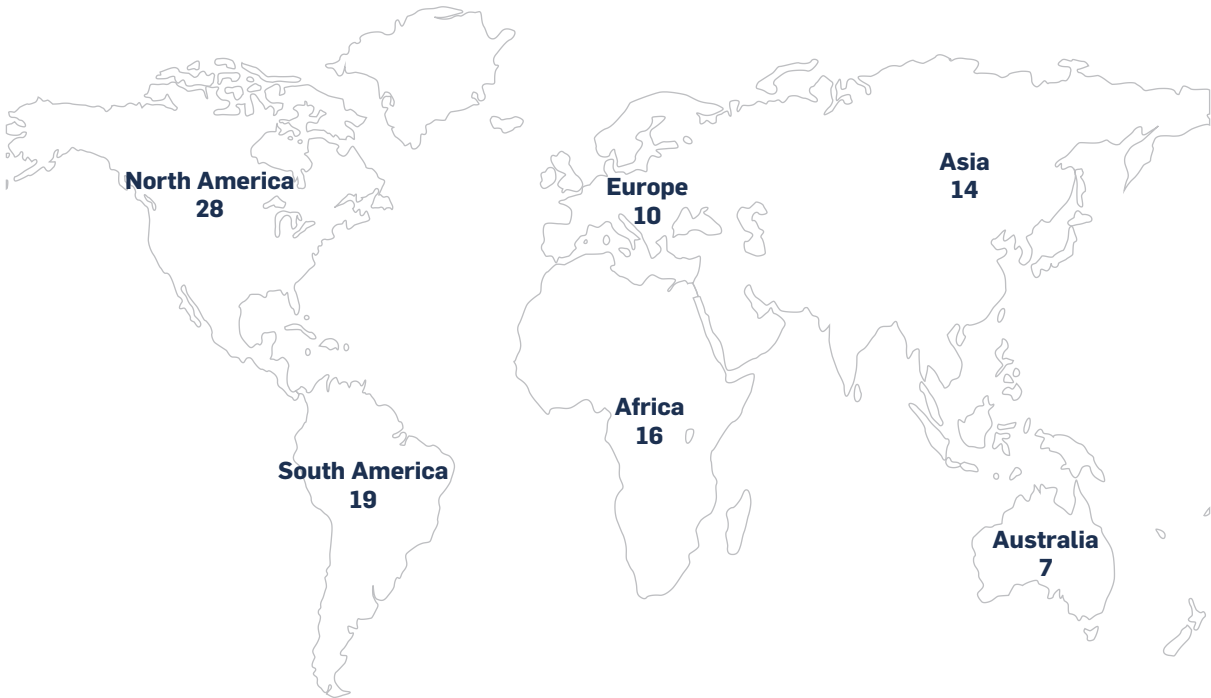 North America
28
Europe
10
Asia
14
Africa
16
South America
19
Australia
7